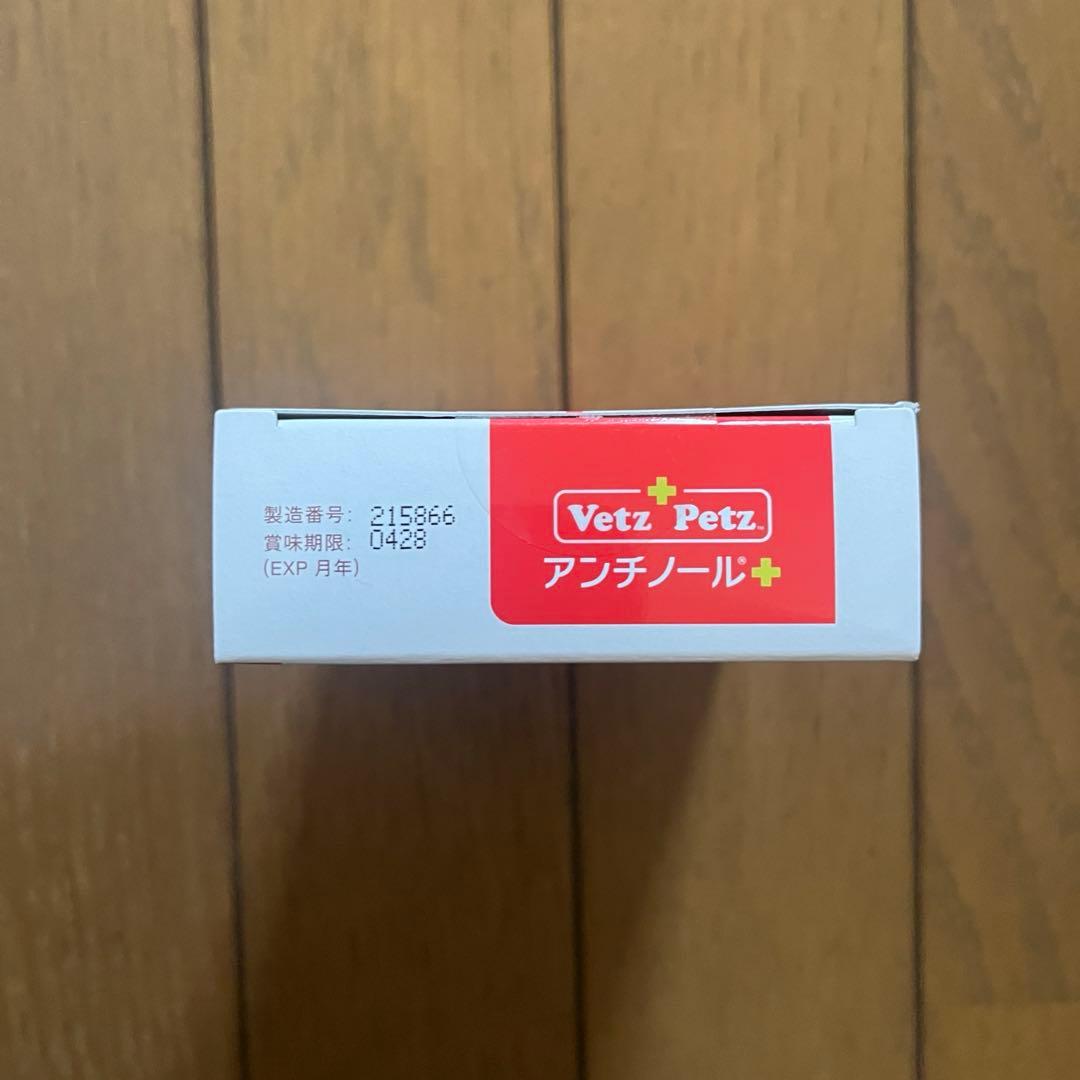 製造番号: 215866
賞味期限: 0428
(EXP 月年)
Vetz Petz™
アンチノール®+